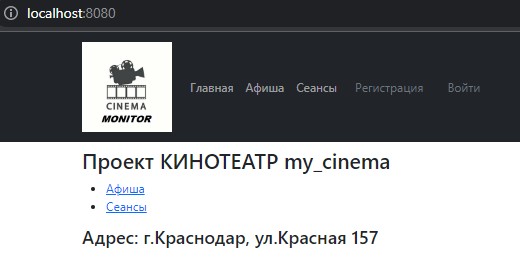 localhost:8080
CINEMA
MONITOR
Главная Афиша Сеансы Регистрация Войти
Проект КИНОТЕАТР my_cinema
Афиша
Сеансы
Адрес: г.Краснодар, ул.Красная 157